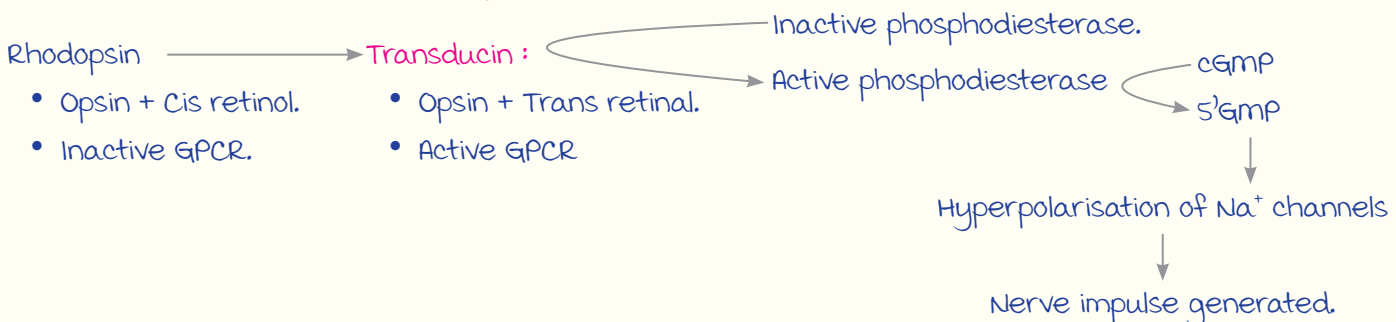 Rhodopsin
• Opsin + Cis retinol.
• Inactive GPCR.
Transducin :
• Opsin + Trans retinal.
• Active GPCR
Inactive phosphodiesterase.
Active phosphodiesterase
cGMP
5'GMP
Hyperpolarisation of Na⁺ channels
Nerve impulse generated.